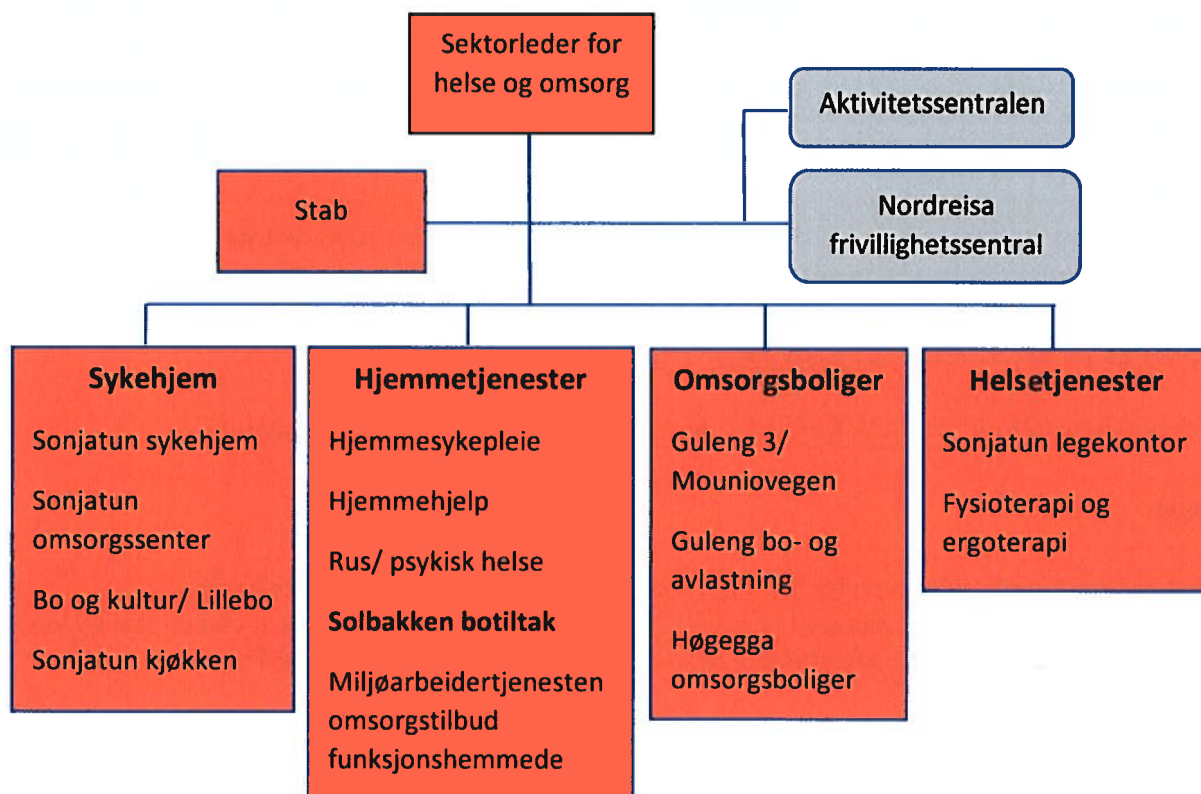 Sektorleder for
helse og omsorg
Aktivitetssentralen
Stab
Nordreisa
frivillighetssentral
Sykehjem
Sonjatun sykehjem
Sonjatun
omsorgssenter
Bo og kultur/ Lillebo
Sonjatun kjøkken
Hjemmetjenester
Hjemmesykepleie
Hjemmehjelp
Rus/ psykisk helse
Solbakken botiltak
Miljøarbeidertjenesten
omsorgstilbud
funksjonshemmede
Omsorgsboliger
Guleng 3/
Mouniovegen
Guleng bo- og
avlastning
Høgegga
omsorgsboliger
Helsetjenester
Sonjatun legekontor
Fysioterapi og
ergoterapi